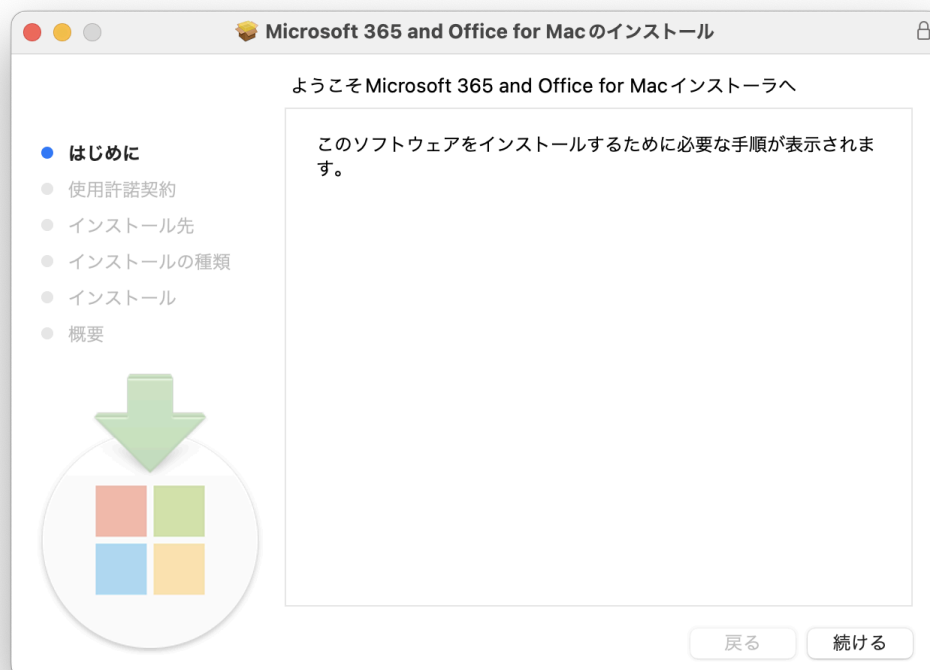 Microsoft 365 and Office for Macのインストール
ようこそMicrosoft 365 and Office for Macインストーラへ
はじめに
使用許諾契約
インストール先
インストールの種類
インストール
概要
このソフトウェアをインストールするために必要な手順が表示されま
す。
戻る
続ける